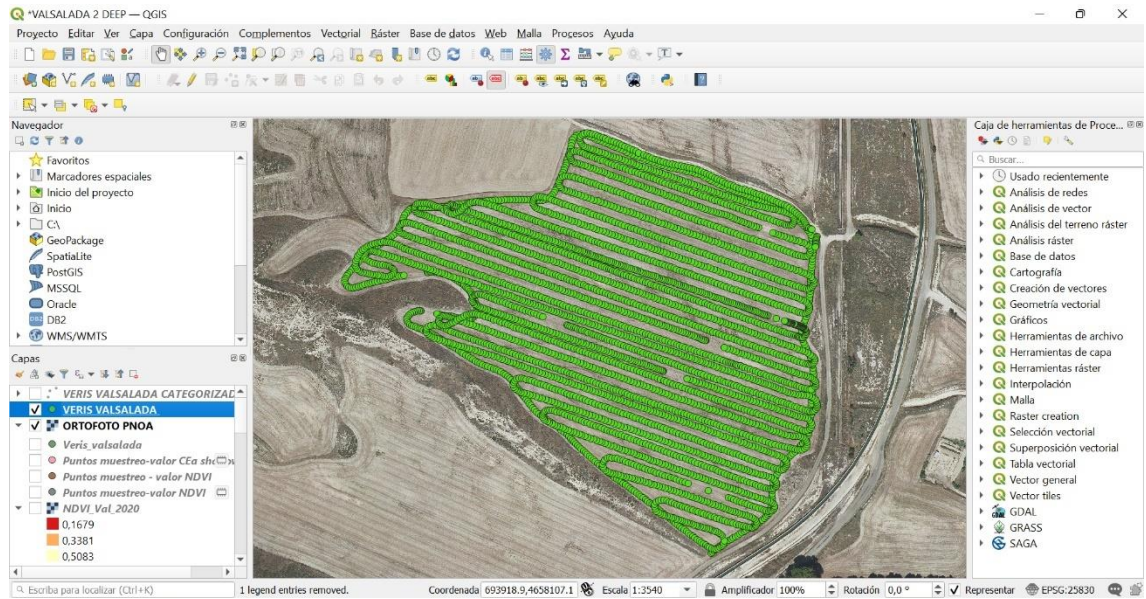 *VALSALADA 2 DEEP — QGIS
Proyecto Editar Ver Capa Configuración Complementos Vectorial Ráster Base de datos Web Malla Procesos Ayuda
Navegador
Favoritos
Marcadores espaciales
Inicio del proyecto
Inicio
C:\
GeoPackage
SpatiaLite
PostGIS
MSSQL
Oracle
DB2
WMS/WMTS
Capas
VERIS VALSALADA CATEGORIZAD
VERIS VALSALADA
ORTOFOTO PNOA
Veris_valsalada
Puntos muestreo-valor CEa sh
Puntos muestreo - valor NDVI
Puntos muestreo-valor NDVI
NDVI_Val_2020
0,1679
0,3381
0,5083
Caja de herramientas de Proce...
Buscar...
Usado recientemente
Análisis de redes
Análisis de vector
Análisis del terreno ráster
Análisis ráster
Base de datos
Cartografía
Creación de vectores
Geometría vectorial
Gráficos
Herramientas de archivo
Herramientas de capa
Herramientas ráster
Interpolación
Malla
Raster creation
Selección vectorial
Superposición vectorial
Tabla vectorial
Vector general
Vector tiles
GDAL
GRASS
SAGA
Escriba para localizar (Ctrl+K) 1 legend entries removed. Coordenada 693918.9,4658107.1 Escala 1:3540 Amplificador 100% Rotación 0,0 ° Representar EPSG:25830